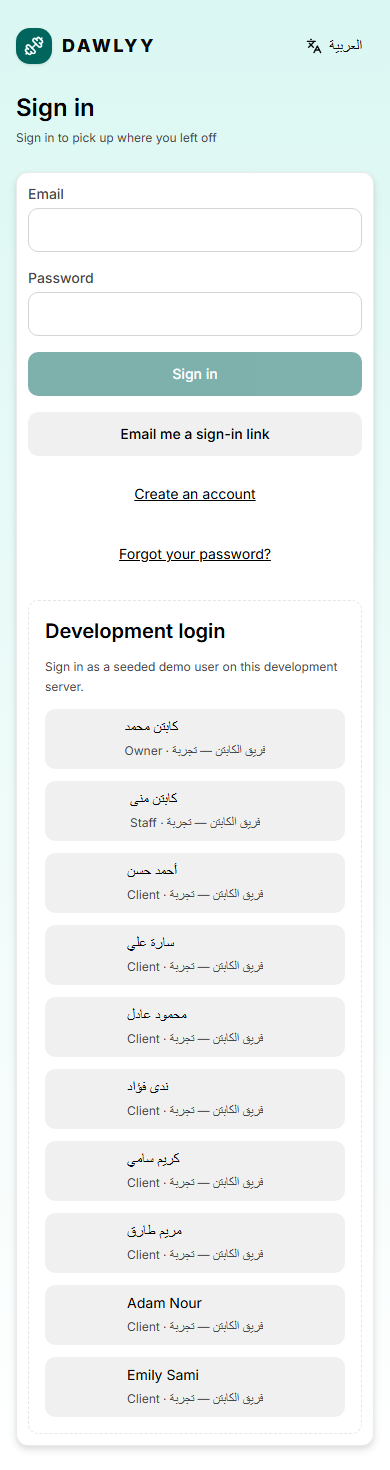 DAWLYY
العربية
Sign in
Sign in to pick up where you left off
Email
Password
Sign in
Email me a sign-in link
Create an account
Forgot your password?
Development login
Sign in as a seeded demo user on this development
server.
كابتن محمد
Owner · فريق الكابتن — تجربة
كابتن منى
Staff · فريق الكابتن — تجربة
أحمد حسن
Client · فريق الكابتن — تجربة
سارة علي
Client · فريق الكابتن — تجربة
محمود عادل
Client · فريق الكابتن — تجربة
ندى فؤاد
Client · فريق الكابتن — تجربة
كريم سامي
Client · فريق الكابتن — تجربة
مريم طارق
Client · فريق الكابتن — تجربة
Adam Nour
Client · فريق الكابتن — تجربة
Emily Sami
Client · فريق الكابتن — تجربة